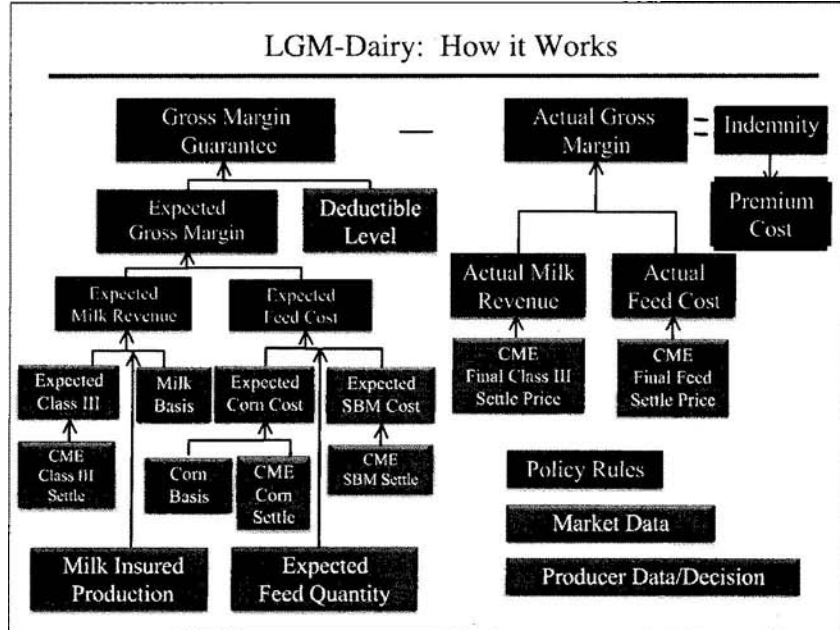 LGM-Dairy: How it Works
Gross Margin
Guarantee
—
Actual Gross
Margin
=
Indemnity
Premium
Cost
Expected
Gross Margin
Deductible
Level
Actual Milk
Revenue
Actual
Feed Cost
Expected
Milk Revenue
Expected
Feed Cost
CME
Final Class III
Settle Price
CME
Final Feed
Settle Price
Expected
Class III
Milk
Basis
Expected
Corn Cost
Expected
SBM Cost
CME
Class III
Settle
Corn
Basis
CME
Corn
Settle
CME
SBM Settle
Policy Rules
Market Data
Producer Data/Decision
Milk Insured
Production
Expected
Feed Quantity